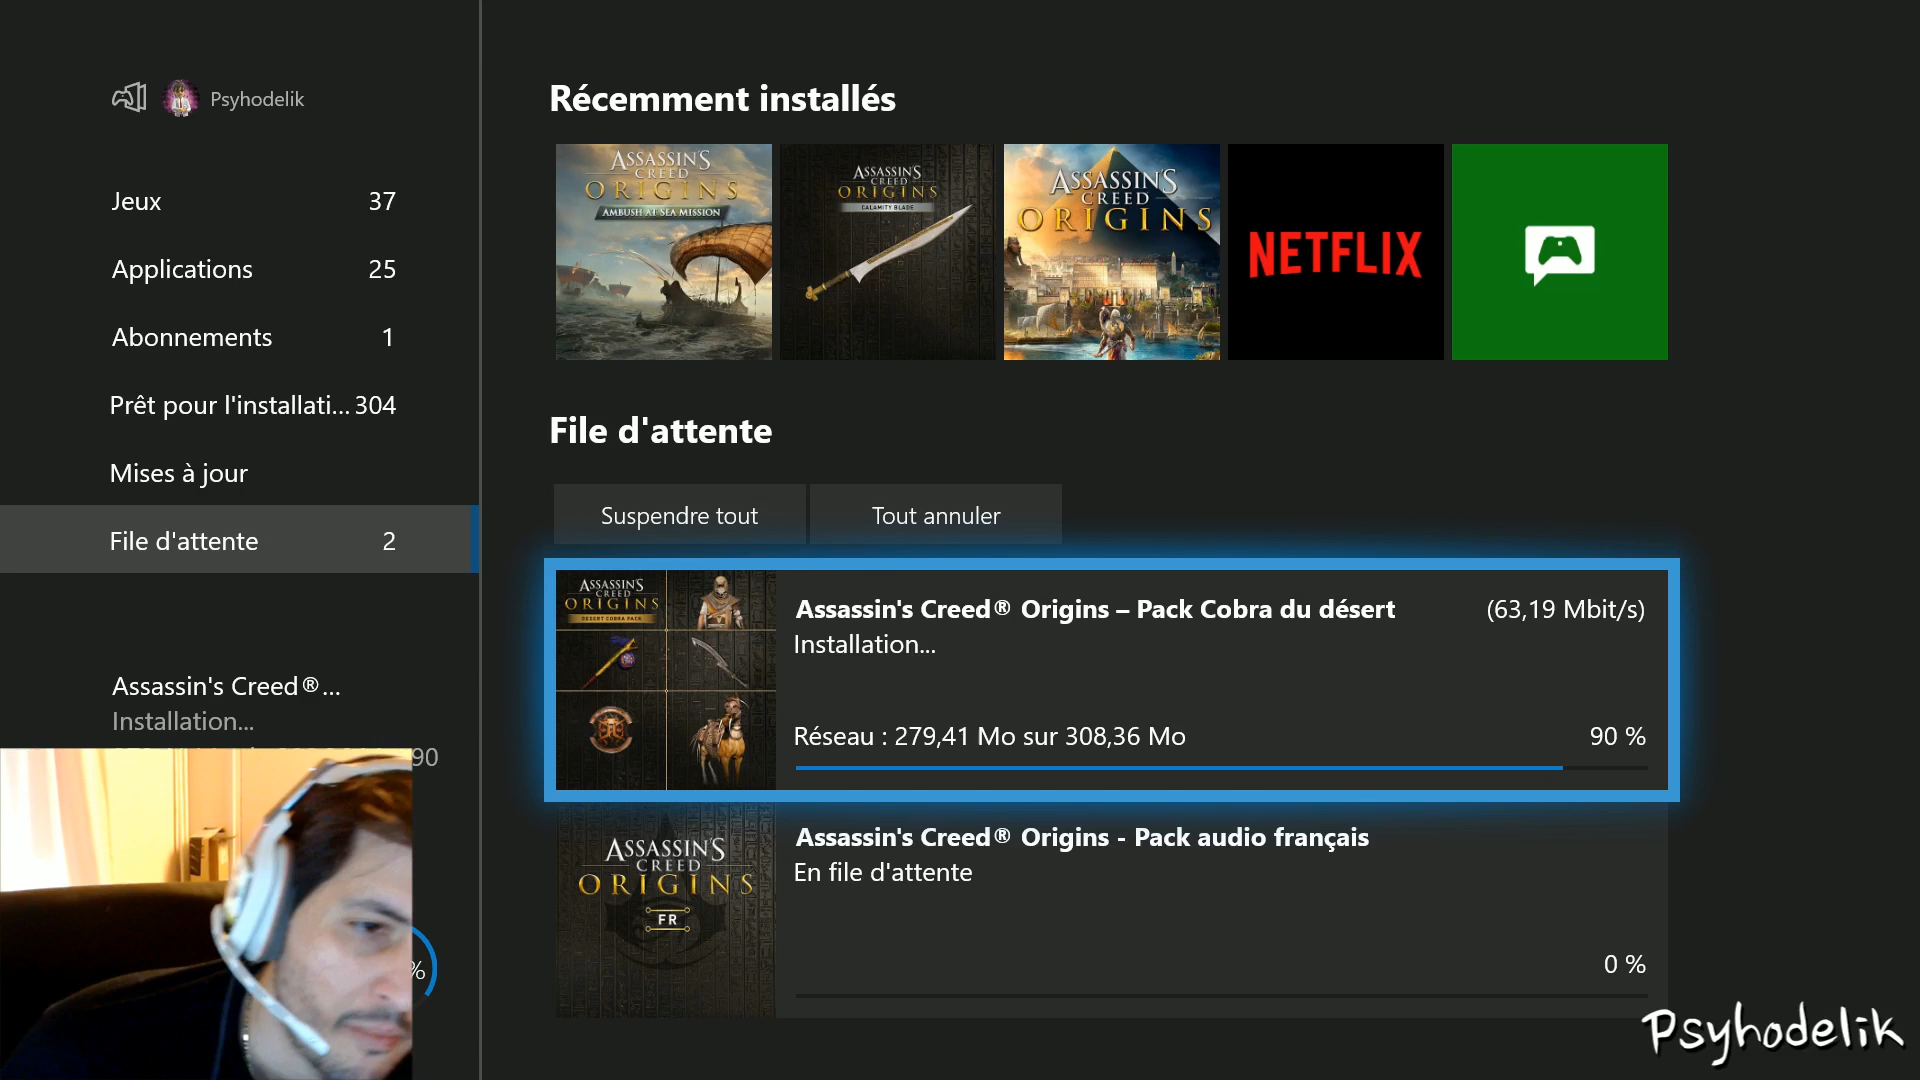 Psyhodelik
Jeux 37
Applications 25
Abonnements 1
Prêt pour l'installati... 304
Mises à jour
File d'attente 2
Assassin's Creed®...
Installation...
90
%
Récemment installés
ASSASSIN'S
CREED
ORIGINS
AMBUSH AT SEA MISSION
ASSASSIN'S
CREED
ORIGINS
CALAMITY BLADE
ASSASSIN'S
CREED
ORIGINS
NETFLIX
File d'attente
Suspendre tout
Tout annuler
ASSASSIN'S
CREED
ORIGINS
DESERT COBRA PACK
Assassin's Creed® Origins – Pack Cobra du désert (63,19 Mbit/s)
Installation...
Réseau : 279,41 Mo sur 308,36 Mo 90 %
ASSASSIN'S
CREED
ORIGINS
FR
Assassin's Creed® Origins - Pack audio français
En file d'attente
0 %
Psyhodelik